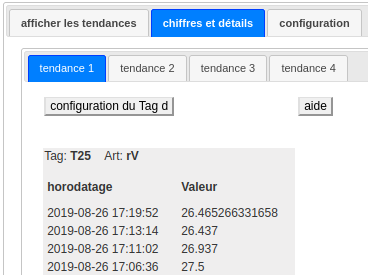 afficher les tendances chiffres et détails configuration
tendance 1 tendance 2 tendance 3 tendance 4
configuration du Tag d aide
Tag: T25 Art: rV
horodatage Valeur
2019-08-26 17:19:52 26.465266331658
2019-08-26 17:13:14 26.437
2019-08-26 17:11:02 26.937
2019-08-26 17:06:36 27.5